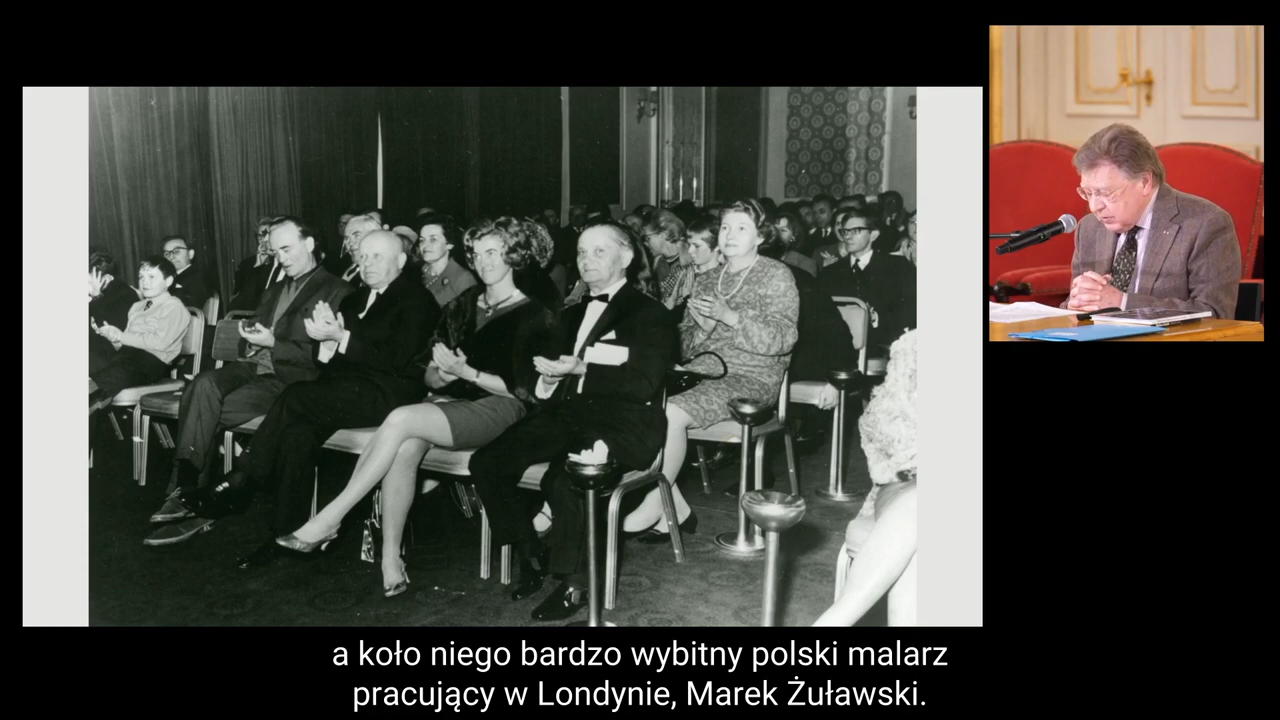 a koło niego bardzo wybitny polski malarz
pracujący w Londynie, Marek Żuławski.